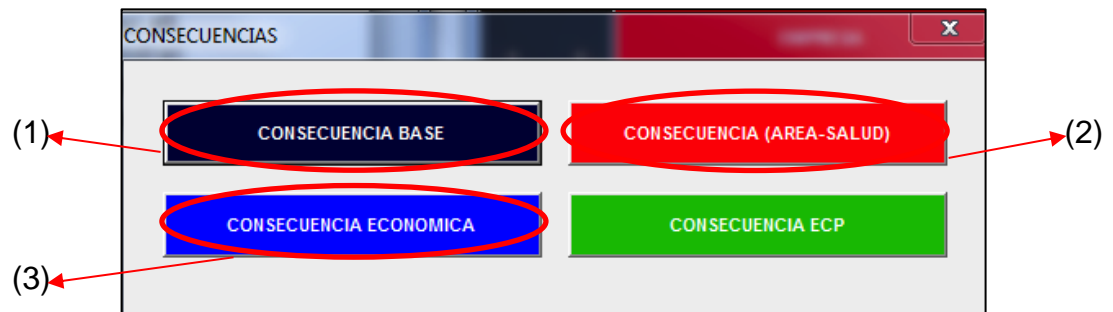 CONSECUENCIAS
(1) CONSECUENCIA BASE CONSECUENCIA (AREA-SALUD) (2)
CONSECUENCIA ECONOMICA CONSECUENCIA ECP
(3)